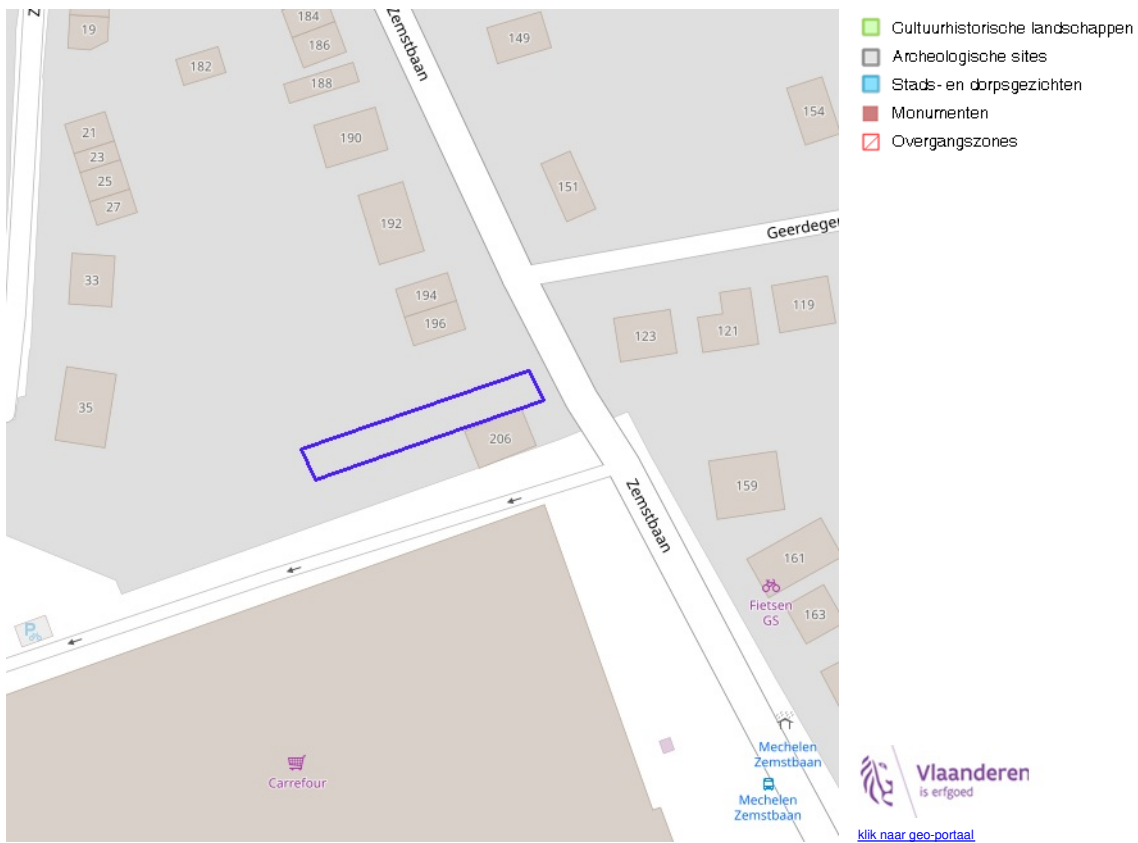 Z
19
184
186
182
188
Zemstbaan
149
154
21
23
25
27
190
151
192
Geerdege
33
194
196
123
121
119
35
206
Zemstbaan
159
161
Fietsen
GS
163
P
Carrefour
Mechelen
Zemstbaan
Mechelen
Zemstbaan
Cultuurhistorische landschappen
Archeologische sites
Stads- en dorpsgezichten
Monumenten
Overgangszones
Vlaanderen
is erfgoed
klik naar geo-portaal